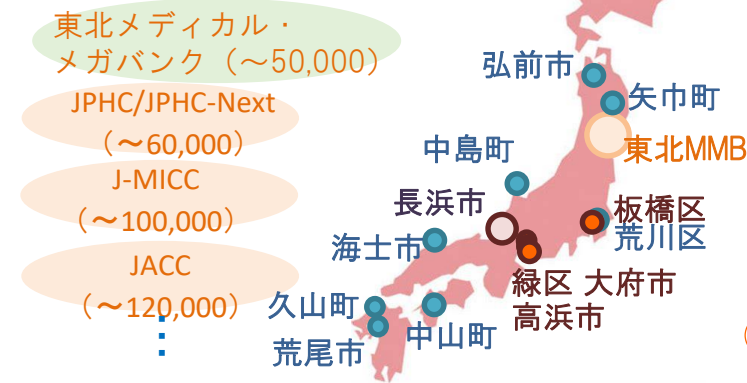 東北メディカル・
メガバンク（～50,000）
JPHC/JPHC-Next
（～60,000）
J-MICC
（～100,000）
JACC
（～120,000）
弘前市
矢巾町
東北MMB
中島町
長浜市
板橋区
荒川区
海士市
緑区 大府市
高浜市
久山町
中山町
荒尾市